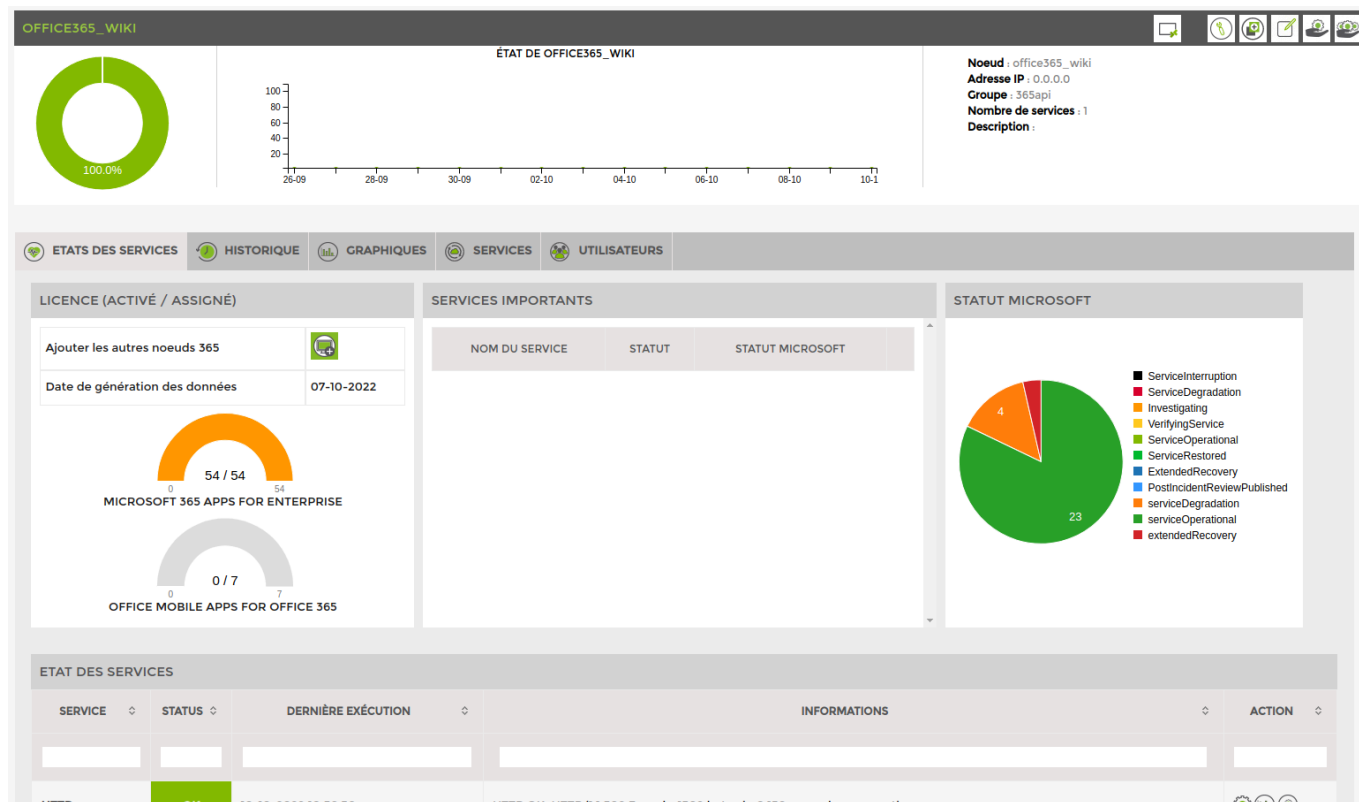 OFFICE365_WIKI
ÉTAT DE OFFICE365_WIKI
100
80
60
40
20
26-09 28-09 30-09 02-10 04-10 06-10 08-10 10-1
100.0%
Noeud : office365_wiki
Adresse IP : 0.0.0.0
Groupe : 365api
Nombre de services : 1
Description :
ETATS DES SERVICES HISTORIQUE GRAPHIQUES SERVICES UTILISATEURS
LICENCE (ACTIVÉ / ASSIGNÉ)
Ajouter les autres noeuds 365
Date de génération des données 07-10-2022
54 / 54
0 54
MICROSOFT 365 APPS FOR ENTERPRISE
0 / 7
0 7
OFFICE MOBILE APPS FOR OFFICE 365
SERVICES IMPORTANTS
NOM DU SERVICE STATUT STATUT MICROSOFT
STATUT MICROSOFT
4
23
ServiceInterruption
ServiceDegradation
Investigating
VerifyingService
ServiceOperational
ServiceRestored
ExtendedRecovery
PostIncidentReviewPublished
serviceDegradation
serviceOperational
extendedRecovery
ETAT DES SERVICES
SERVICE STATUS DERNIÈRE EXÉCUTION INFORMATIONS ACTION